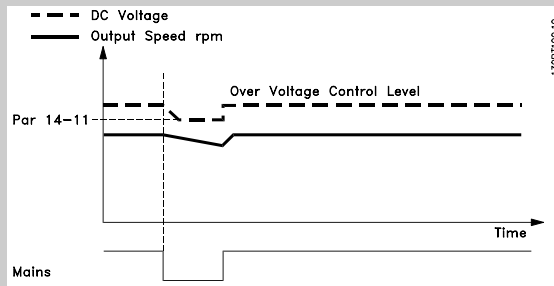 DC Voltage
Output Speed rpm
Over Voltage Control Level
Par 14-11
Time
Mains